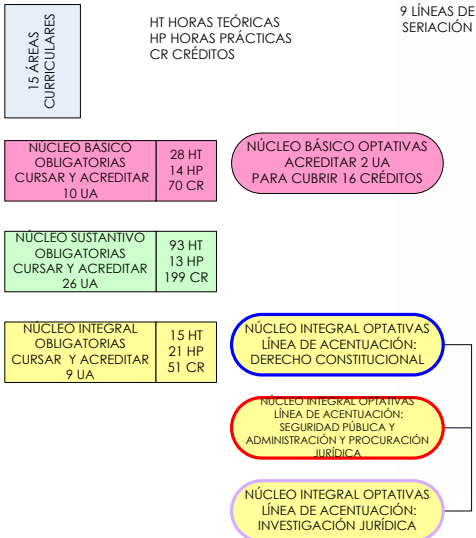 15 ÁREAS
CURRICULARES
HT HORAS TEÓRICAS
HP HORAS PRÁCTICAS
CR CRÉDITOS
9 LÍNEAS DE
SERIACIÓN
NÚCLEO BÁSICO
OBLIGATORIAS
CURSAR Y ACREDITAR
10 UA
28 HT
14 HP
70 CR
NÚCLEO BÁSICO OPTATIVAS
ACREDITAR 2 UA
PARA CUBRIR 16 CRÉDITOS
NÚCLEO SUSTANTIVO
OBLIGATORIAS
CURSAR Y ACREDITAR
26 UA
93 HT
13 HP
199 CR
NÚCLEO INTEGRAL
OBLIGATORIAS
CURSAR Y ACREDITAR
9 UA
15 HT
21 HP
51 CR
NÚCLEO INTEGRAL OPTATIVAS
LÍNEA DE ACENTUACIÓN:
DERECHO CONSTITUCIONAL
NÚCLEO INTEGRAL OPTATIVAS
LÍNEA DE ACENTUACIÓN:
SEGURIDAD PÚBLICA Y
ADMINISTRACIÓN Y PROCURACIÓN
JURÍDICA
NÚCLEO INTEGRAL OPTATIVAS
LÍNEA DE ACENTUACIÓN:
INVESTIGACIÓN JURÍDICA